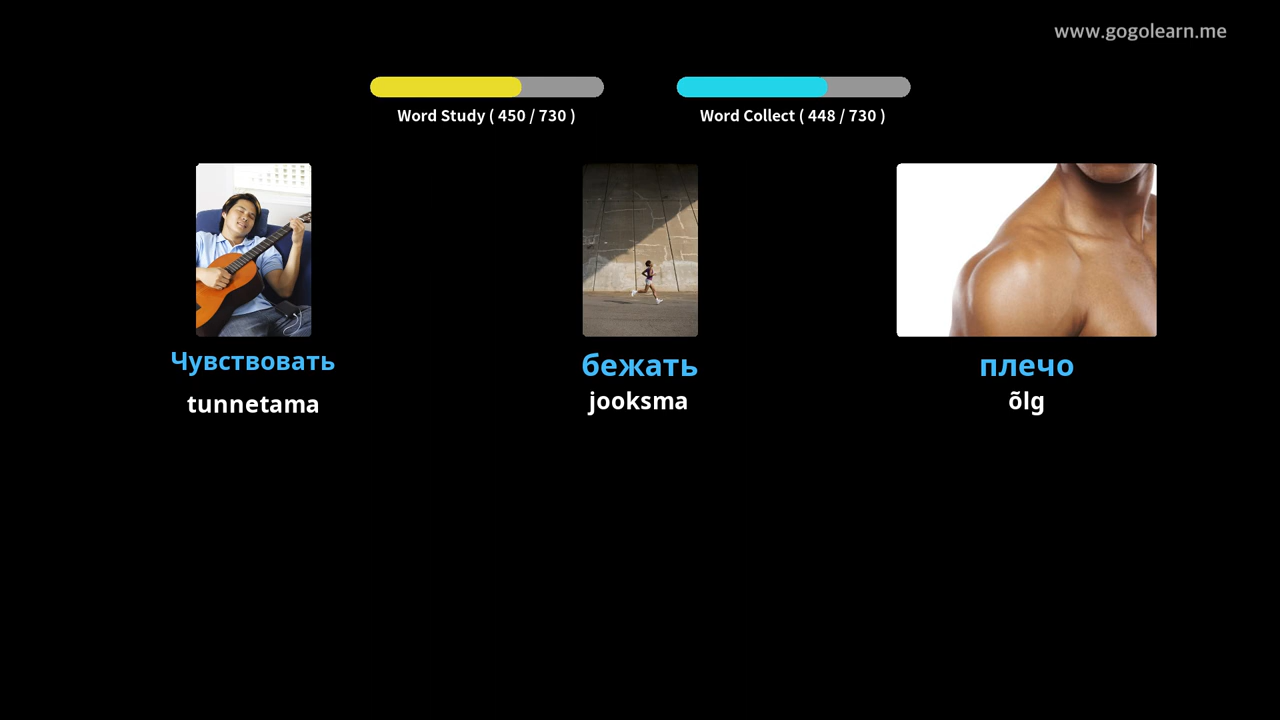 www.gogolearn.me
Word Study ( 450 / 730 )
Word Collect ( 448 / 730 )
Чувствовать
tunnetama
бежать
jooksma
плечо
õlg